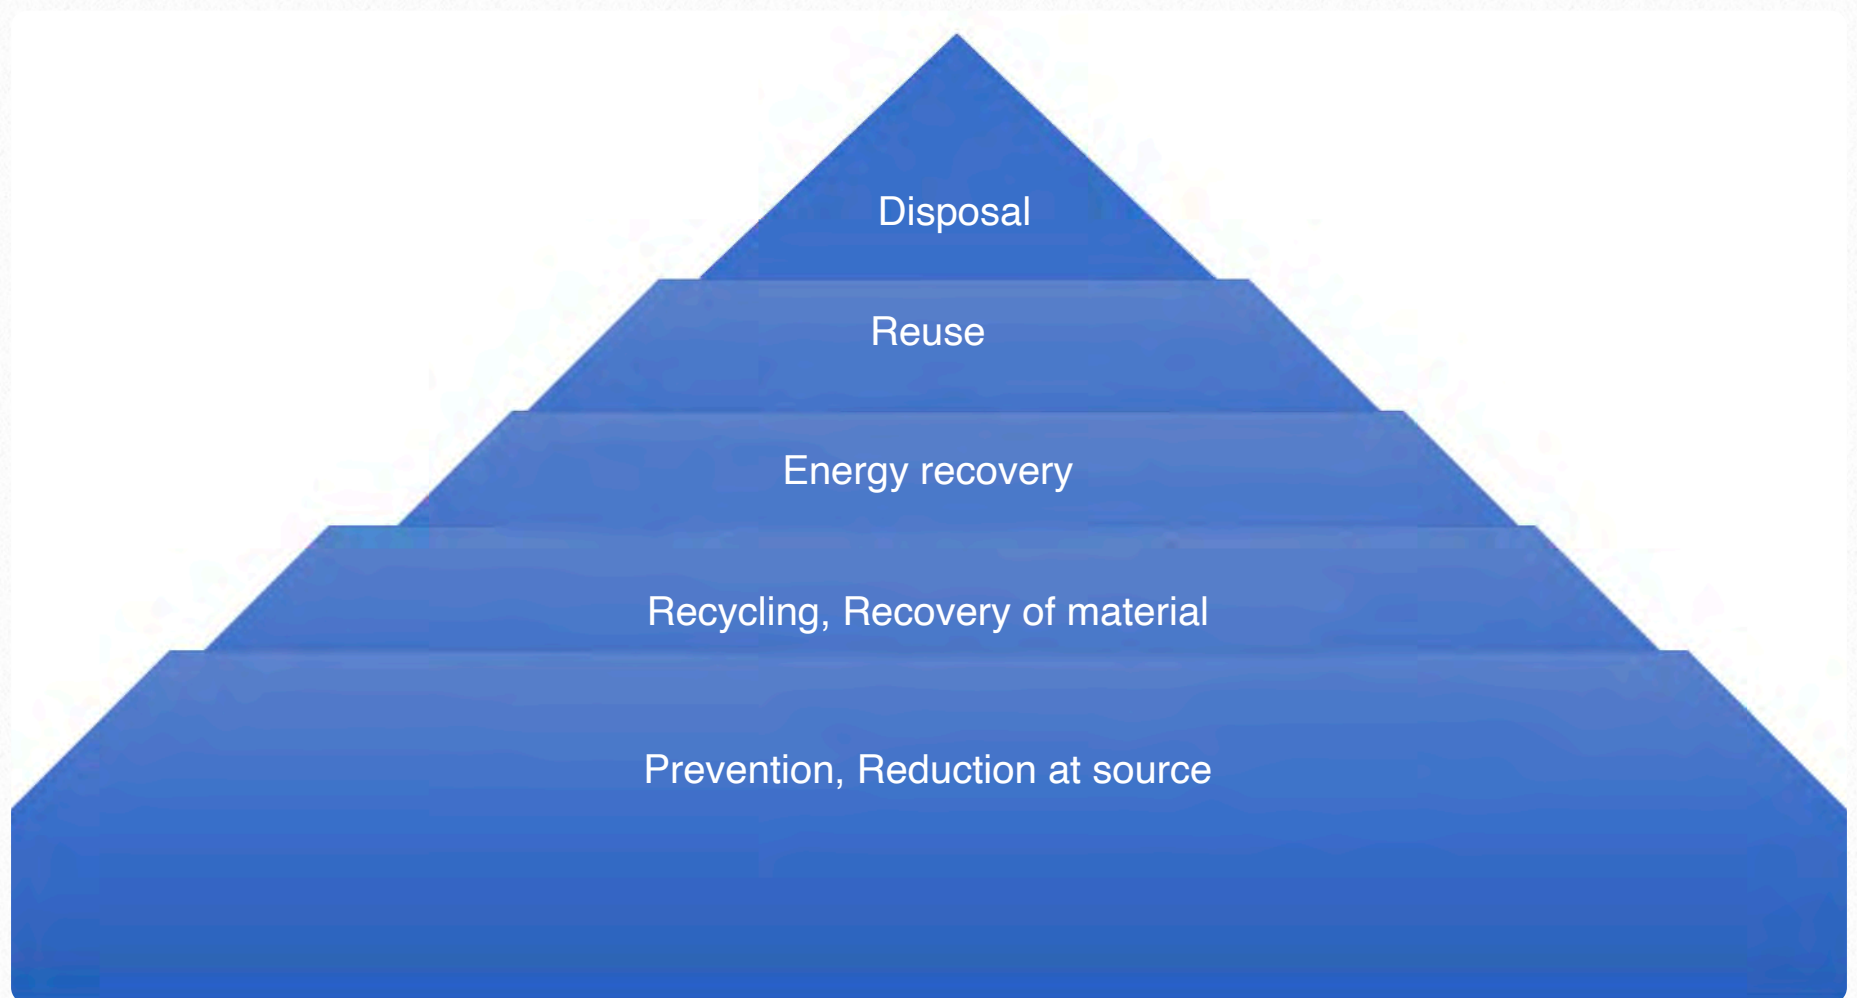 Disposal
Reuse
Energy recovery
Recycling, Recovery of material
Prevention, Reduction at source